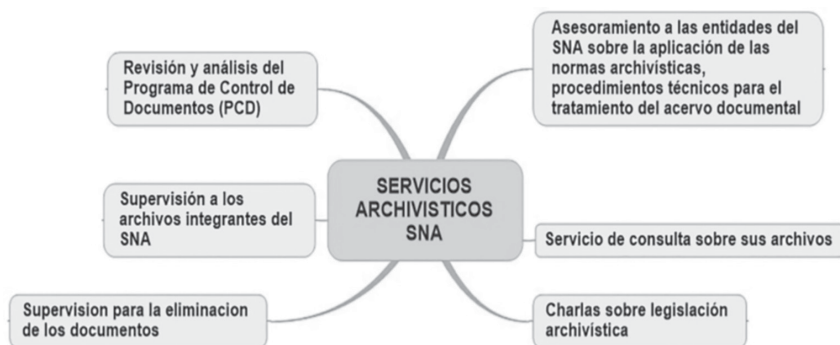 Revisión y análisis del
Programa de Control de
Documentos (PCD)
Asesoramiento a las entidades del
SNA sobre la aplicación de las
normas archivísticas,
procedimientos técnicos para el
tratamiento del acervo documental
SERVICIOS
ARCHIVISTICOS
SNA
Supervisión a los
archivos integrantes del
SNA
Servicio de consulta sobre sus archivos
Supervision para la eliminacion
de los documentos
Charlas sobre legislación
archivística